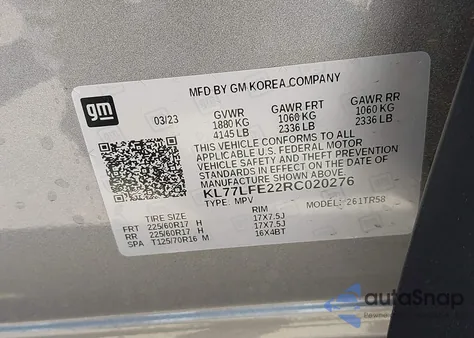 MFD BY GM KOREA COMPANY
gm
03/23 GVWR GAWR FRT GAWR RR
1880 KG 1060 KG 1060 KG
4145 LB 2336 LB 2336 LB
THIS VEHICLE CONFORMS TO ALL
APPLICABLE U.S. FEDERAL MOTOR
VEHICLE SAFETY AND THEFT PREVENTION
STANDARDS IN EFFECT ON THE DATE OF
MANUFACTURE SHOWN ABOVE.
KL77LFE22RC020276
TYPE: MPV MODEL: 261TR58
TIRE SIZE RIM
FRT 225/60R17 H 17X7.5J
RR 225/60R17 H 17X7.5J
SPA T125/70R16 M 16X4BT
autoSnap